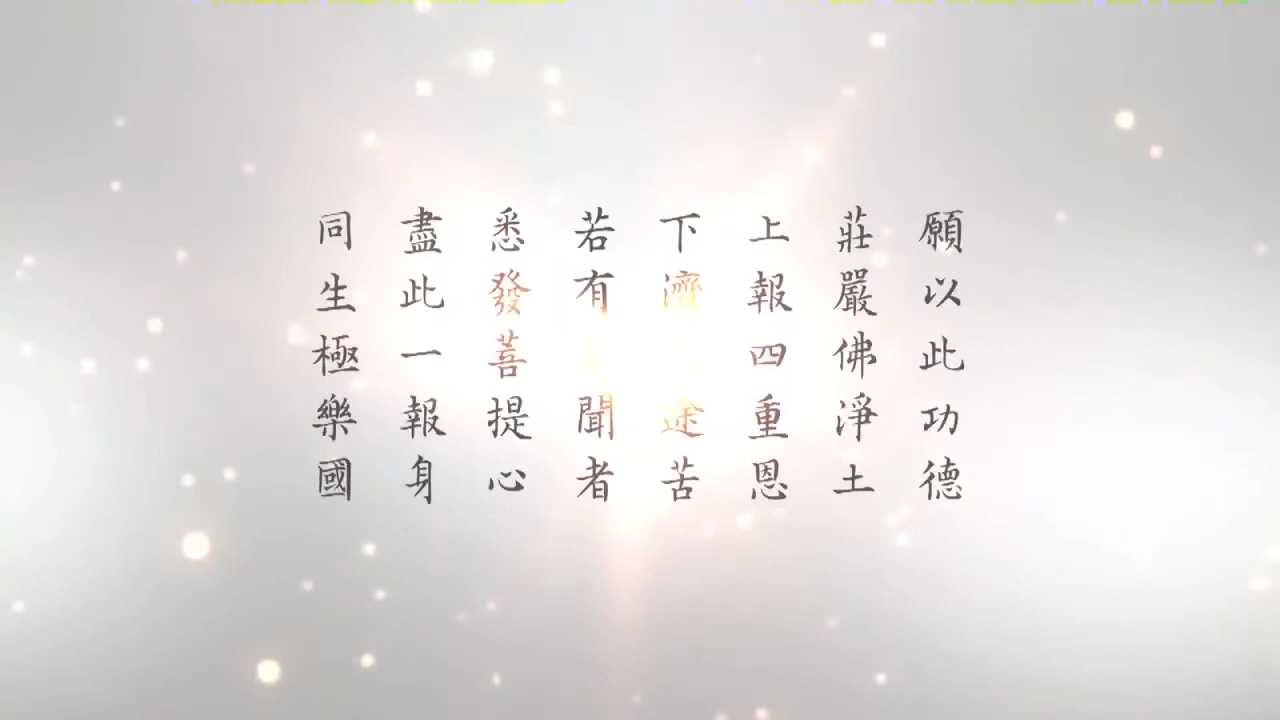 願以此功德
莊嚴佛淨土
上報四重恩
下濟途苦
若有聞者
悉發菩提心
盡此一報身
同生極樂國